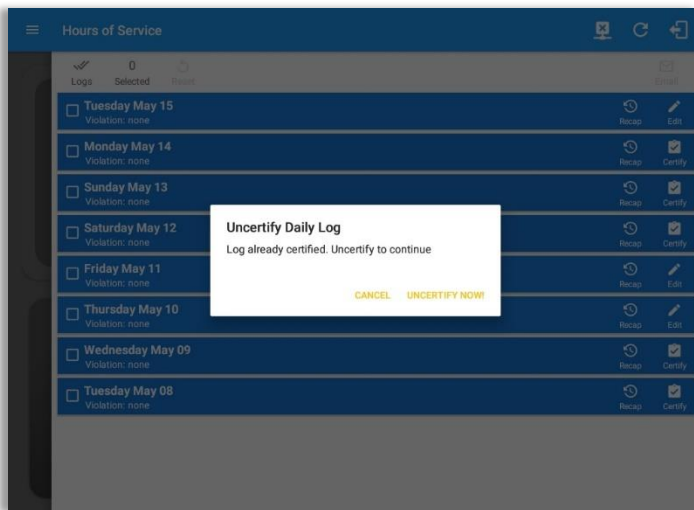 Hours of Service
0
Logs Selected Reset
Email
Tuesday May 15
Violation: none
Recap Edit
Monday May 14
Violation: none
Recap Certify
Sunday May 13
Violation: none
Recap Certify
Saturday May 12
Violation: none
Recap Certify
Friday May 11
Violation: none
Recap Edit
Thursday May 10
Violation: none
Recap Edit
Wednesday May 09
Violation: none
Recap Certify
Tuesday May 08
Violation: none
Recap Certify
Uncertify Daily Log
Log already certified. Uncertify to continue
CANCEL UNCERTIFY NOW!